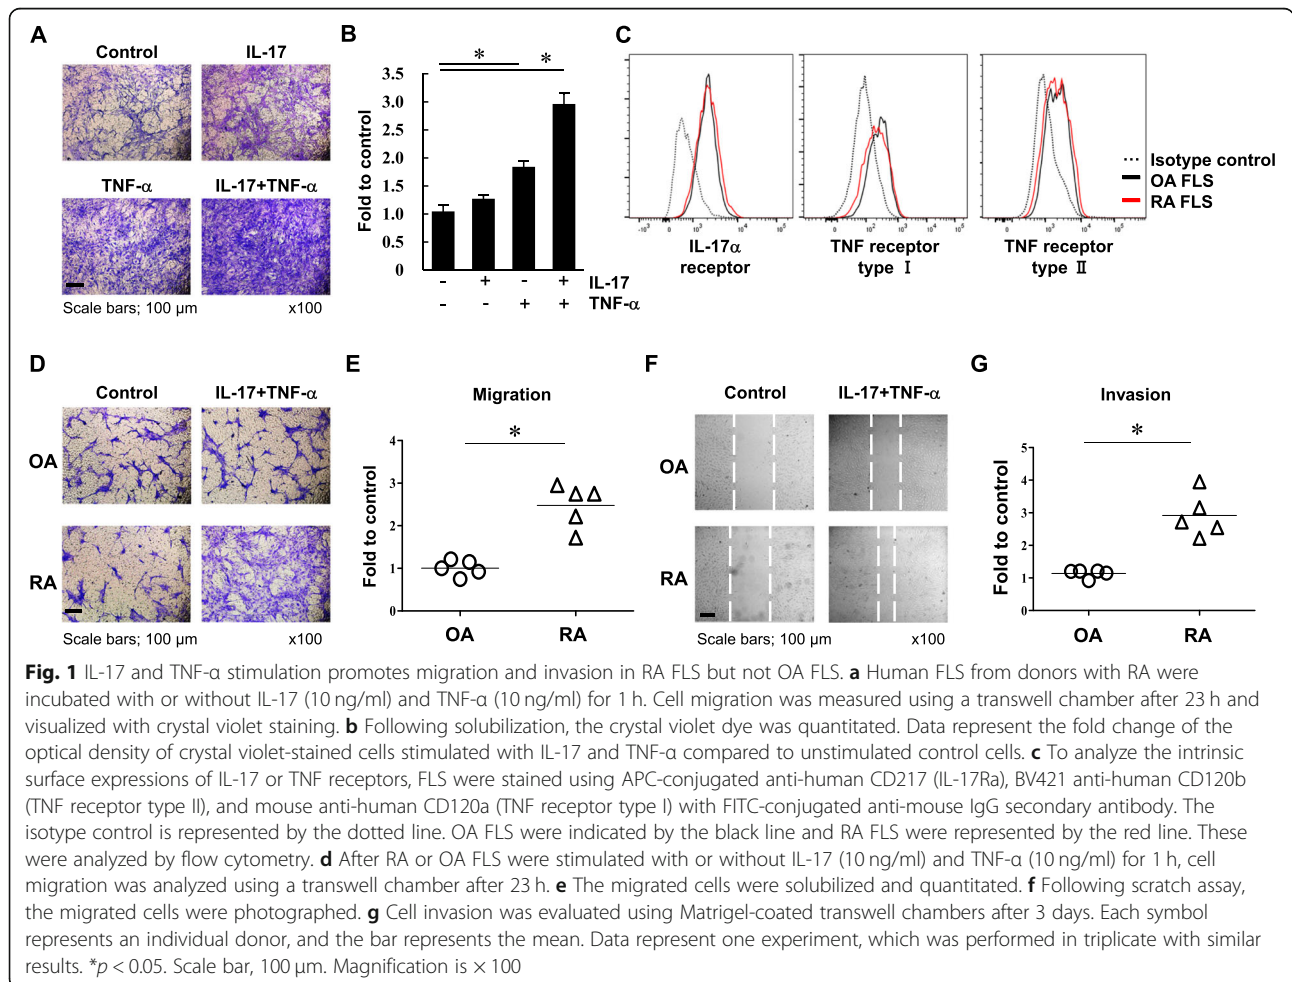 A
Control
IL-17
TNF-α
IL-17+TNF-α
Scale bars; 100 μm
x100
B
*
*
Fold to control
3.5
3.0
2.5
2.0
1.5
1.0
0.5
0
- + - + IL-17
- - + + TNF-α
C
-10³ 0 10³ 10⁴ 10⁵
IL-17α
receptor
0 10² 10³ 10⁴ 10⁵
TNF receptor
type Ⅰ
0 10² 10³ 10⁴ 10⁵
TNF receptor
type Ⅱ
Isotype control
OA FLS
RA FLS
D
Control
IL-17+TNF-α
OA
RA
Scale bars; 100 μm
x100
E
Migration
*
Fold to control
4
3
2
1
0
OA
RA
F
Control
IL-17+TNF-α
OA
RA
Scale bars; 100 μm
x100
G
Invasion
*
Fold to control
5
4
3
2
1
0
OA
RA
Fig. 1 IL-17 and TNF-α stimulation promotes migration and invasion in RA FLS but not OA FLS. a Human FLS from donors with RA were
incubated with or without IL-17 (10 ng/ml) and TNF-α (10 ng/ml) for 1 h. Cell migration was measured using a transwell chamber after 23 h and
visualized with crystal violet staining. b Following solubilization, the crystal violet dye was quantitated. Data represent the fold change of the
optical density of crystal violet-stained cells stimulated with IL-17 and TNF-α compared to unstimulated control cells. c To analyze the intrinsic
surface expressions of IL-17 or TNF receptors, FLS were stained using APC-conjugated anti-human CD217 (IL-17Ra), BV421 anti-human CD120b
(TNF receptor type II), and mouse anti-human CD120a (TNF receptor type I) with FITC-conjugated anti-mouse IgG secondary antibody. The
isotype control is represented by the dotted line. OA FLS were indicated by the black line and RA FLS were represented by the red line. These
were analyzed by flow cytometry. d After RA or OA FLS were stimulated with or without IL-17 (10 ng/ml) and TNF-α (10 ng/ml) for 1 h, cell
migration was analyzed using a transwell chamber after 23 h. e The migrated cells were solubilized and quantitated. f Following scratch assay,
the migrated cells were photographed. g Cell invasion was evaluated using Matrigel-coated transwell chambers after 3 days. Each symbol
represents an individual donor, and the bar represents the mean. Data represent one experiment, which was performed in triplicate with similar
results. *p < 0.05. Scale bar, 100 μm. Magnification is × 100